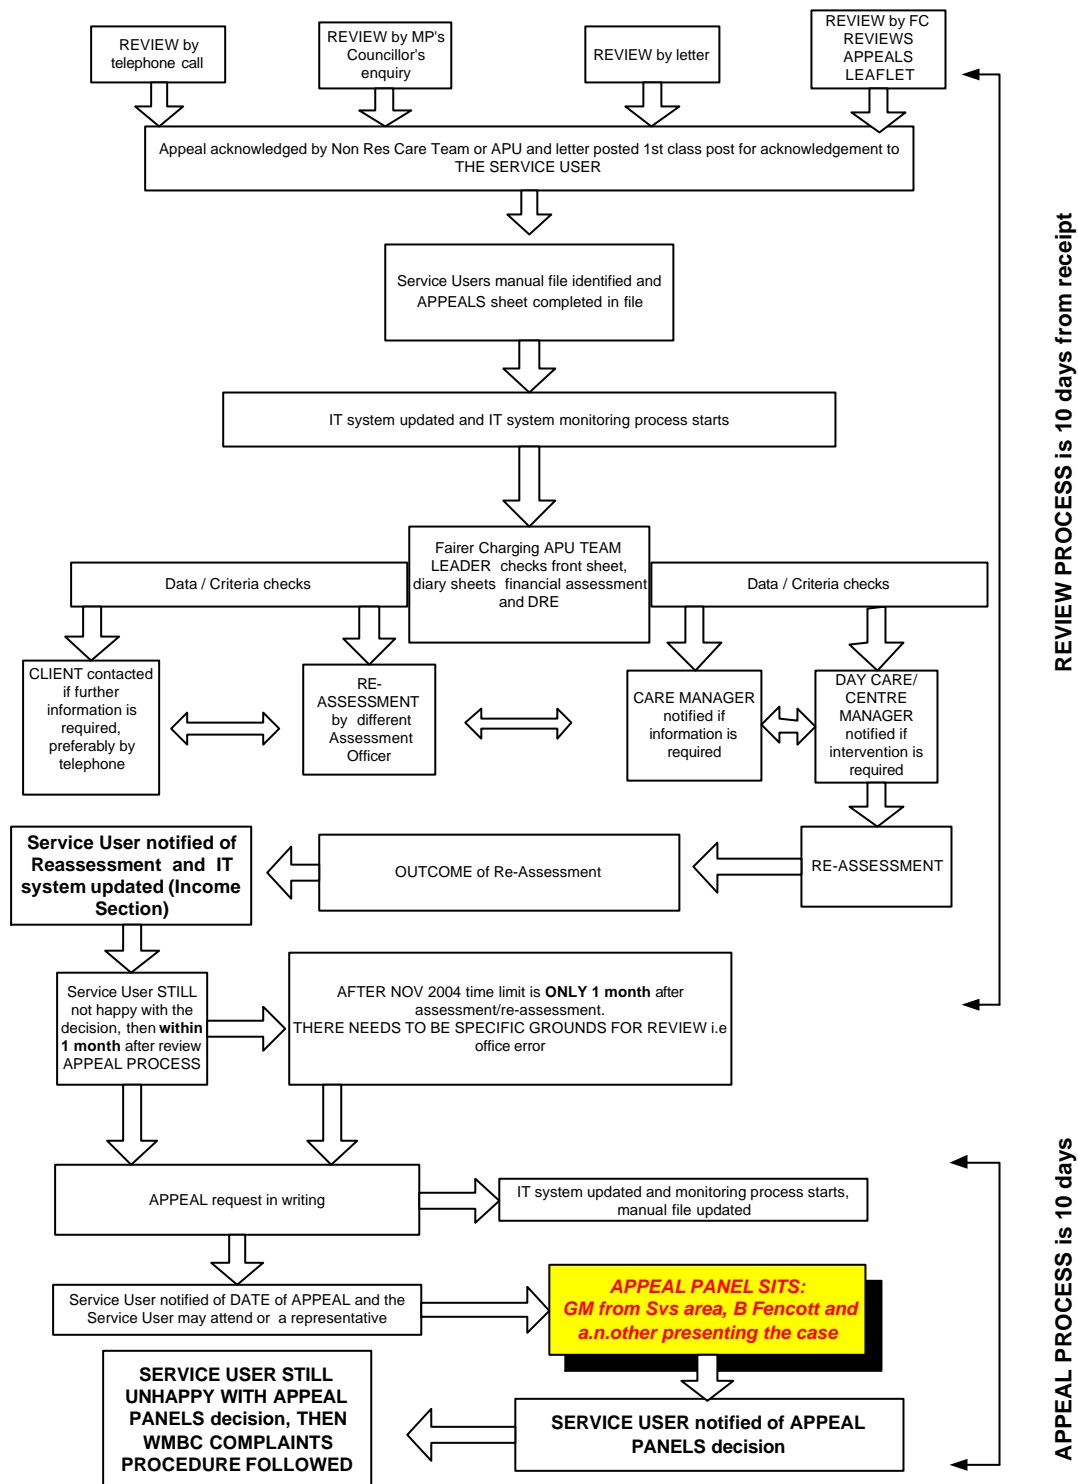 REVIEW by
telephone call
REVIEW by MP's
Councillor's
enquiry
REVIEW by letter
REVIEW by FC
REVIEWS
APPEALS
LEAFLET
Appeal acknowledged by Non Res Care Team or APU and letter posted 1st class post for acknowledgement to
THE SERVICE USER
Service Users manual file identified and
APPEALS sheet completed in file
IT system updated and IT system monitoring process starts
Fairer Charging APU TEAM
LEADER checks front sheet,
diary sheets financial assessment
and DRE
Data / Criteria checks
Data / Criteria checks
CLIENT contacted
if further
information is
required,
preferably by
telephone
RE-
ASSESSMENT
by different
Assessment
Officer
CARE MANAGER
notified if
information is
required
DAY CARE/
CENTRE
MANAGER
notified if
intervention is
required
Service User notified of
Reassessment and IT
system updated (Income
Section)
OUTCOME of Re-Assessment
RE-ASSESSMENT
Service User STILL
not happy with the
decision, then within
1 month after review
APPEAL PROCESS
AFTER NOV 2004 time limit is ONLY 1 month after
assessment/re-assessment.
THERE NEEDS TO BE SPECIFIC GROUNDS FOR REVIEW i.e
office error
REVIEW PROCESS is 10 days from receipt
APPEAL request in writing
IT system updated and monitoring process starts,
manual file updated
Service User notified of DATE of APPEAL and the
Service User may attend or a representative
APPEAL PANEL SITS:
GM from Svs area, B Fencott and
a.n.other presenting the case
SERVICE USER STILL
UNHAPPY WITH APPEAL
PANELS decision, THEN
WMBC COMPLAINTS
PROCEDURE FOLLOWED
SERVICE USER notified of APPEAL
PANELS decision
APPEAL PROCESS is 10 days